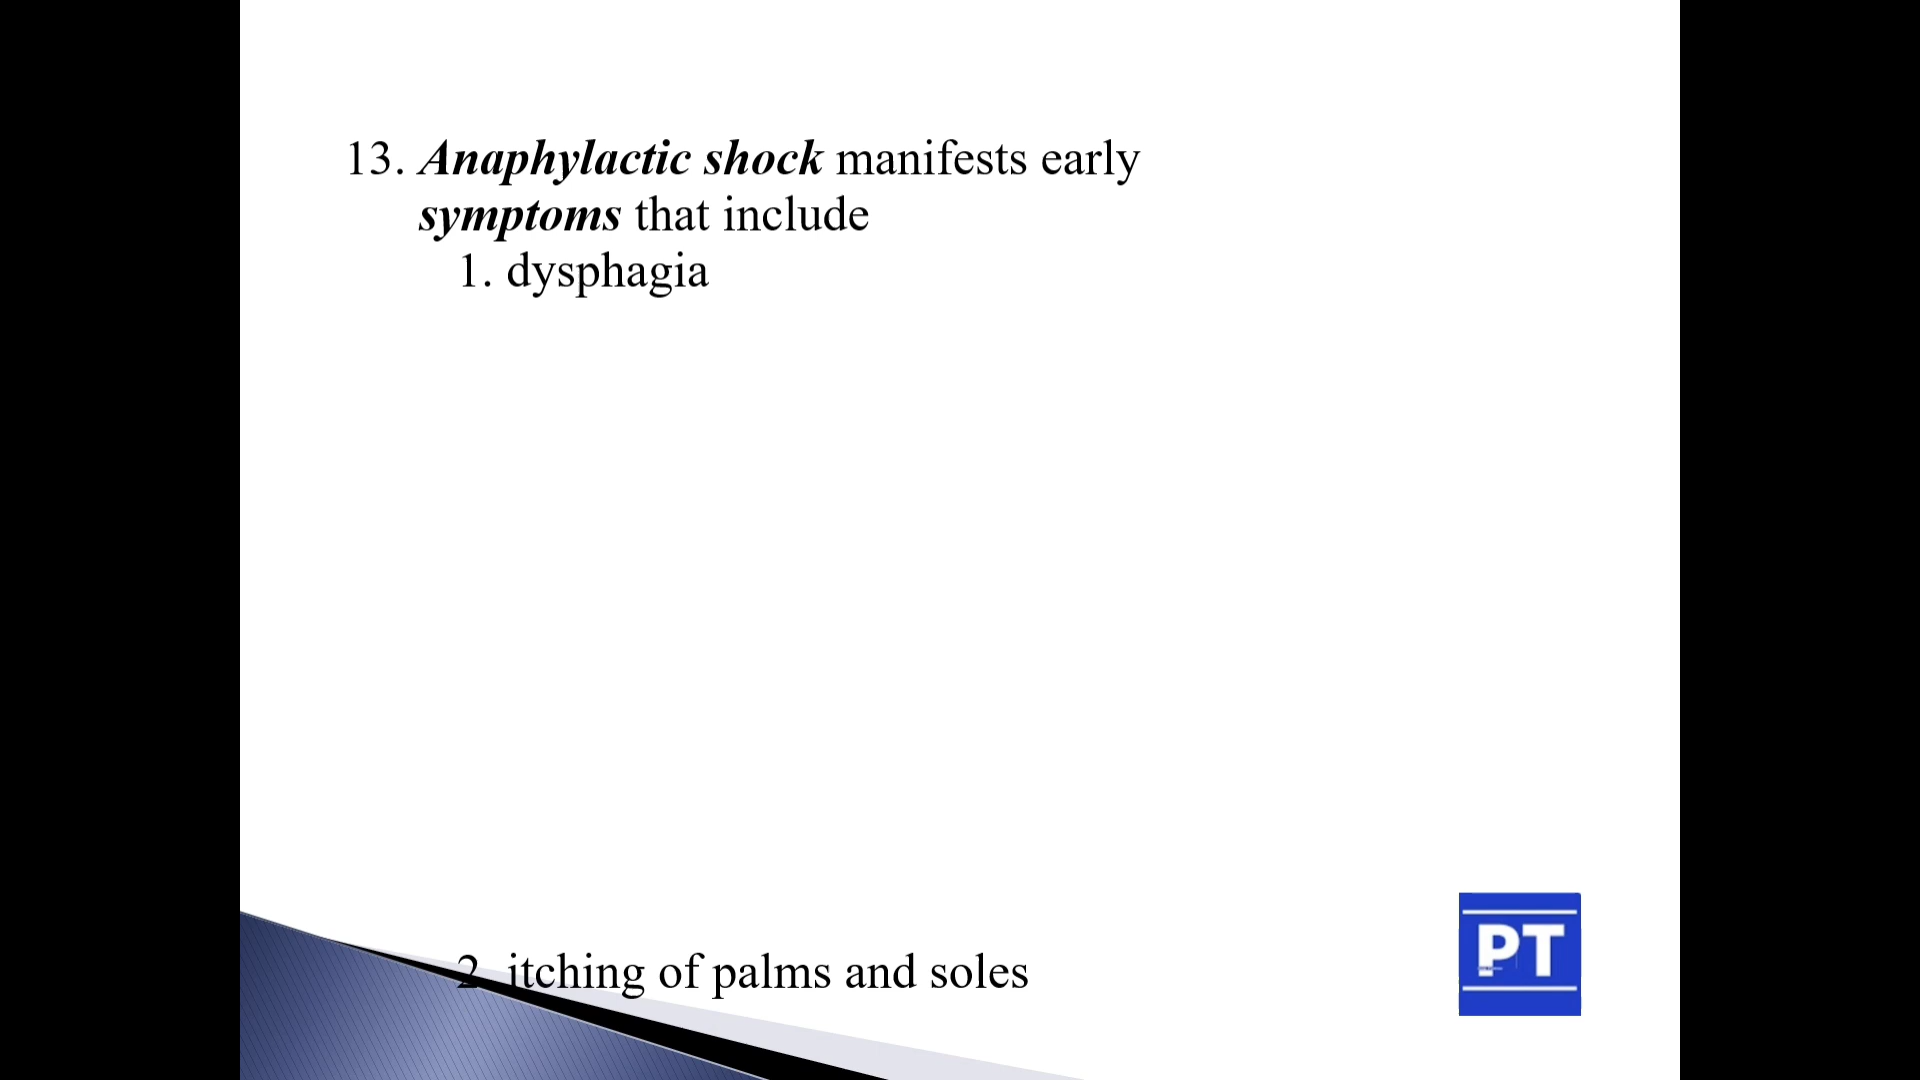 13. Anaphylactic shock manifests early
symptoms that include
1. dysphagia
2. itching of palms and soles
PT